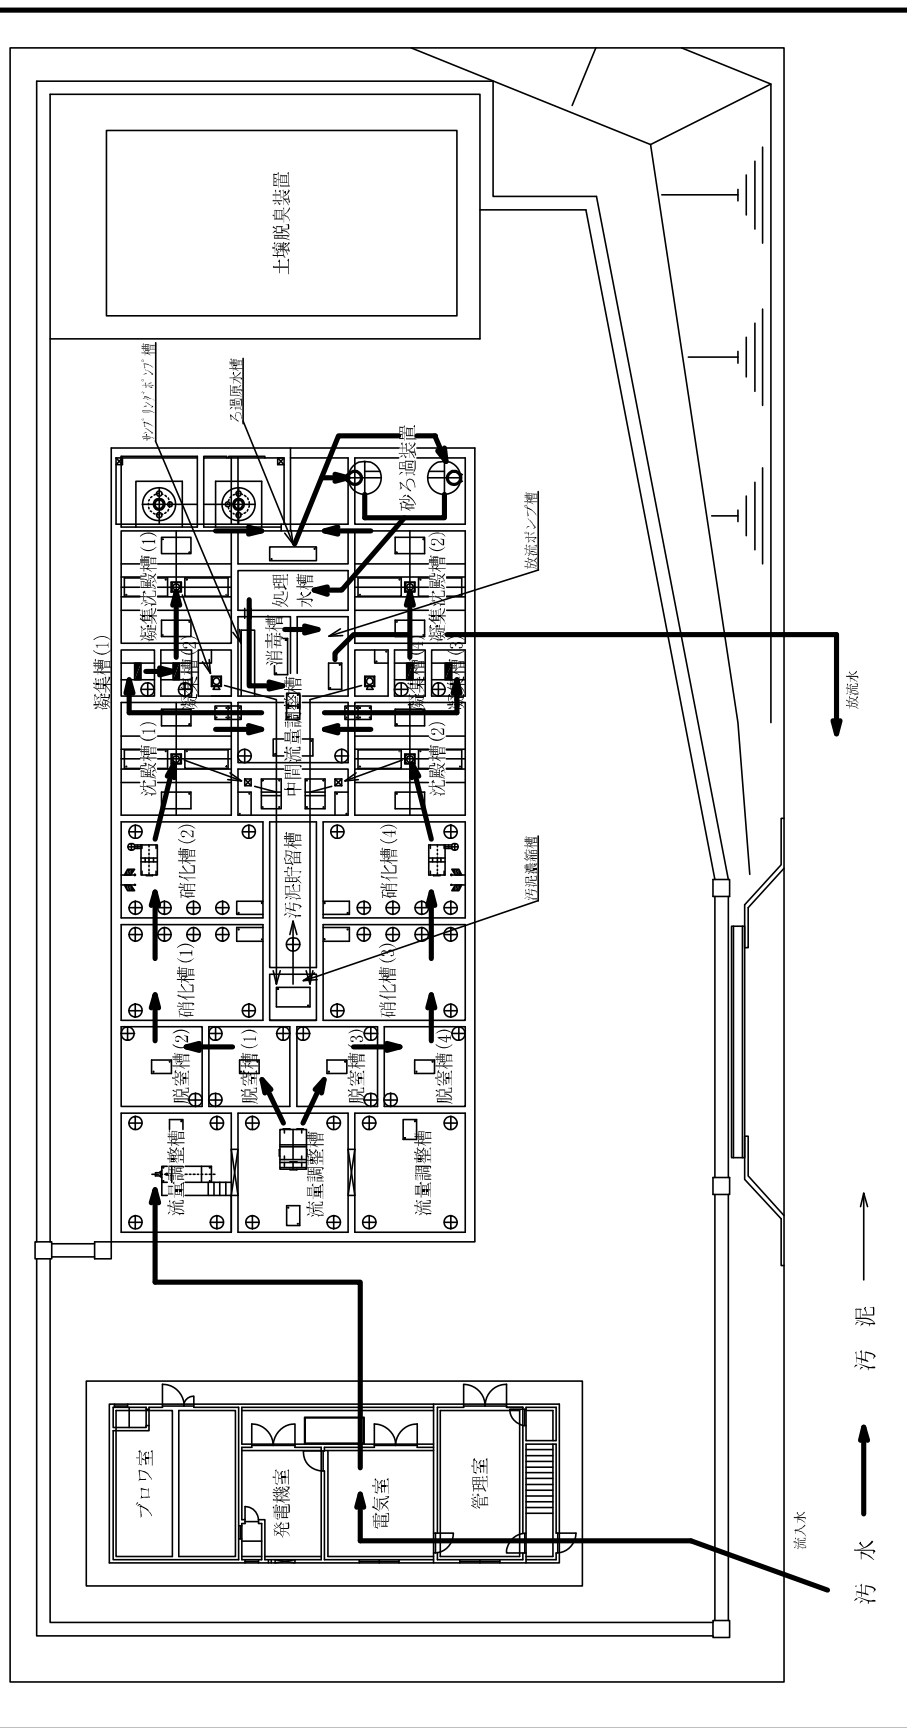 土壌脱臭装置
ｻﾝﾌﾟﾘﾝｸﾞﾎﾟﾝﾌﾟ槽
ろ過原水槽
砂ろ過装置
放流ポンプ槽
凝集沈殿槽(1)
処理
水槽
凝集沈殿槽(2)
消毒槽
凝集槽(1)
凝集槽(2)
凝集槽(4)
凝集槽(3)
放流水
沈殿槽(1)
中間流量調整槽
沈殿槽(2)
硝化槽(2)
汚泥貯留槽
硝化槽(4)
汚泥濃縮槽
硝化槽(1)
硝化槽(3)
脱窒槽(2)
脱窒槽(1)
脱窒槽(3)
脱窒槽(4)
流量調整槽
流量調整槽
流量調整槽
ブロワ室
発電機室
電気室
管理室
流入水
汚水
汚泥